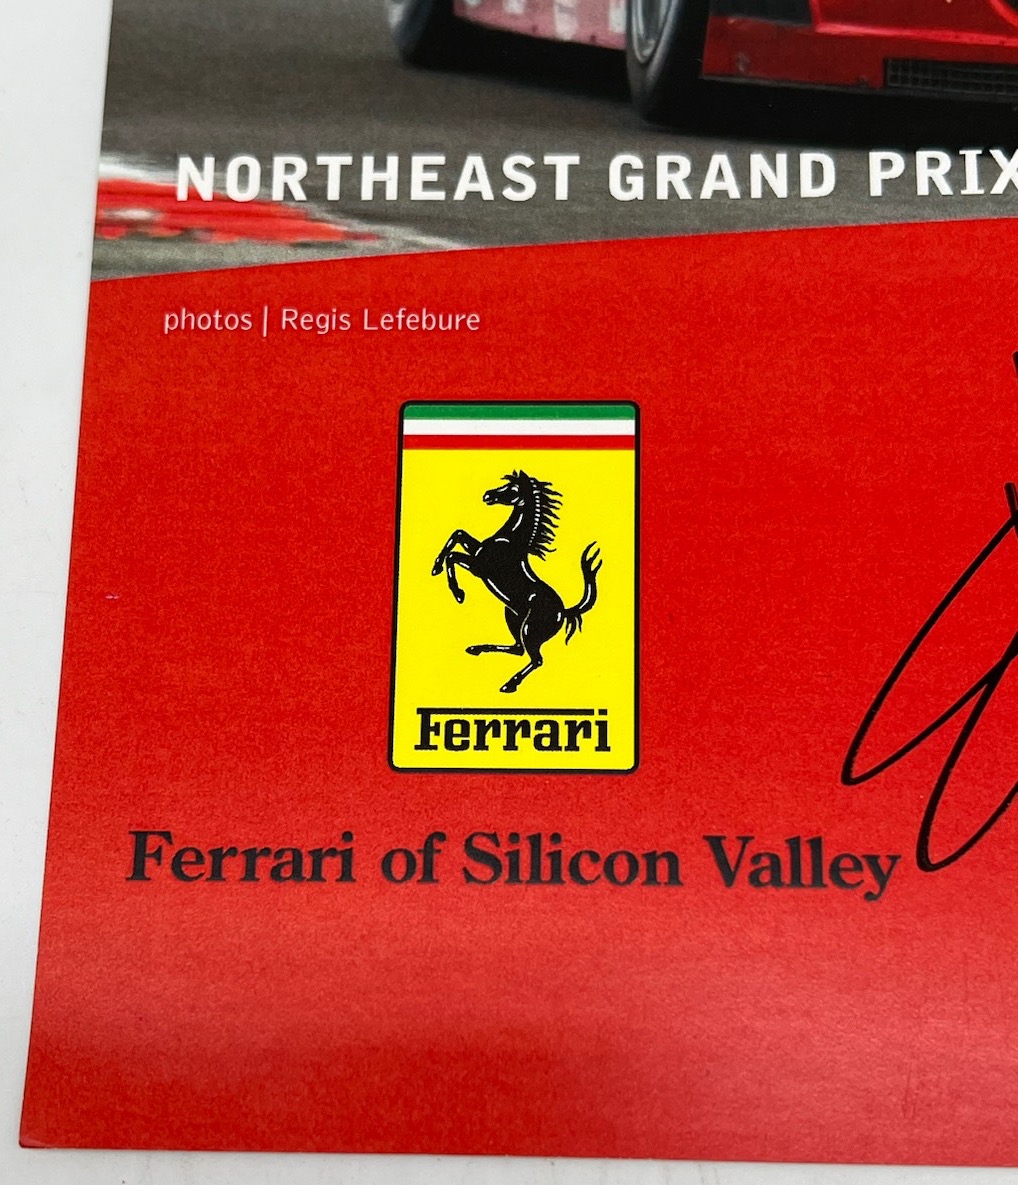 NORTHEAST GRAND PRIX
photos | Regis Lefebure
Ferrari
Ferrari of Silicon Valley